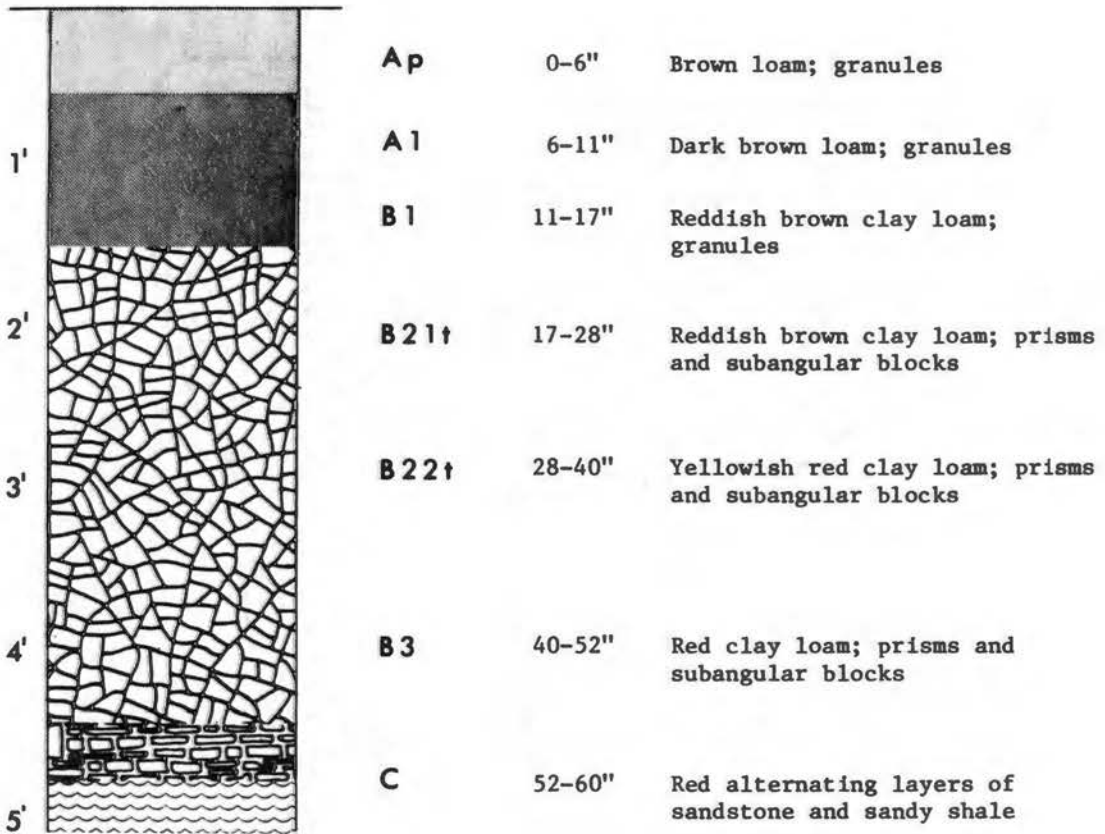 Ap 0-6" Brown loam; granules
1' A1 6-11" Dark brown loam; granules
B1 11-17" Reddish brown clay loam;
granules
2' B21t 17-28" Reddish brown clay loam; prisms
and subangular blocks
3' B22t 28-40" Yellowish red clay loam; prisms
and subangular blocks
4' B3 40-52" Red clay loam; prisms and
subangular blocks
C 52-60" Red alternating layers of
5' sandstone and sandy shale